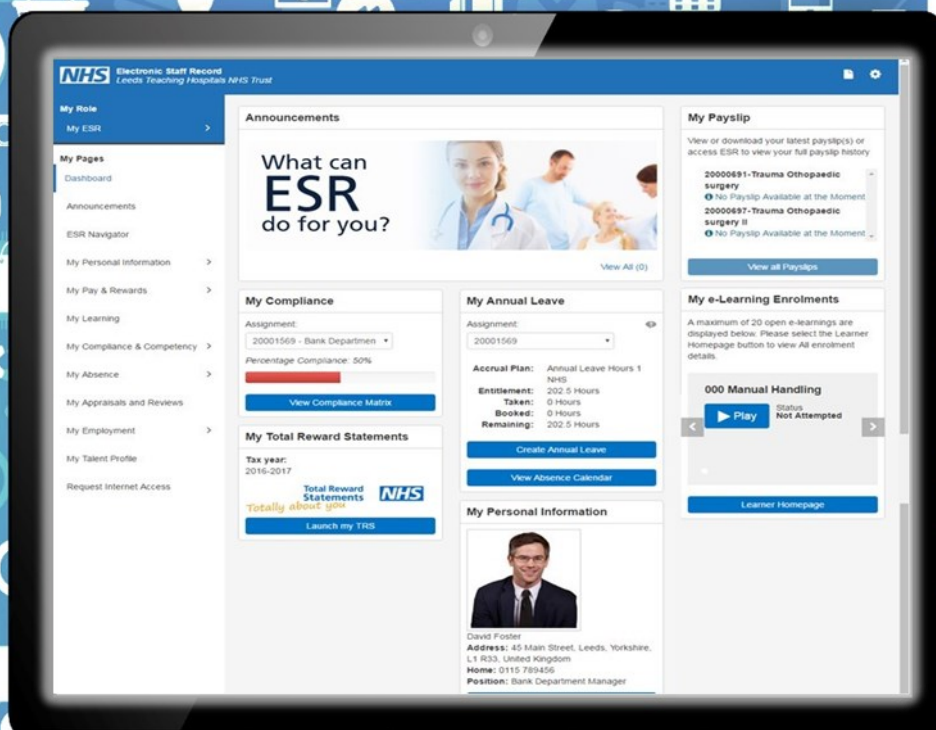 NHS Electronic Staff Record
Leeds Teaching Hospitals NHS Trust
My Role
My ESR
My Pages
Dashboard
Announcements
ESR Navigator
My Personal Information
My Pay & Rewards
My Learning
My Compliance & Competency
My Absence
My Appraisals and Reviews
My Employment
My Talent Profile
Request Internet Access
Announcements
What can
ESR
do for you?
View All (0)
My Compliance
Assignment:
20001569 - Bank Departmen
Percentage Compliance: 50%
View Compliance Matrix
My Total Reward Statements
Tax year:
2016-2017
Total Reward
Statements
NHS
Totally about you
Launch my TRS
My Annual Leave
Assignment:
20001569
Accrual Plan: Annual Leave Hours 1
NHS
Entitlement: 202.5 Hours
Taken: 0 Hours
Booked: 0 Hours
Remaining: 202.5 Hours
Create Annual Leave
View Absence Calendar
My Personal Information
David Foster
Address: 45 Main Street, Leeds, Yorkshire,
L1 R33, United Kingdom
Home: 0115 789456
Position: Bank Department Manager
My Payslip
View or download your latest payslip(s) or
access ESR to view your full payslip history
20000691-Trauma Othopaedic
surgery
No Payslip Available at the Moment
20000697-Trauma Othopaedic
surgery II
No Payslip Available at the Moment
View all Payslips
My e-Learning Enrolments
A maximum of 20 open e-learnings are
displayed below. Please select the Learner
Homepage button to view All enrolment
details.
000 Manual Handling
Play
Status
Not Attempted
Learner Homepage